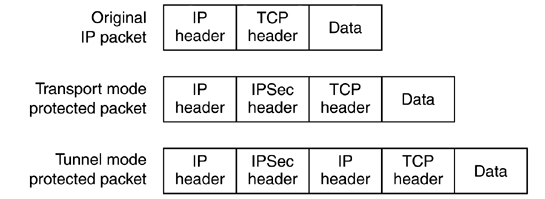 Original
IP packet
IP
header
TCP
header
Data
Transport mode
protected packet
IP
header
IPSec
header
TCP
header
Data
Tunnel mode
protected packet
IP
header
IPSec
header
IP
header
TCP
header
Data